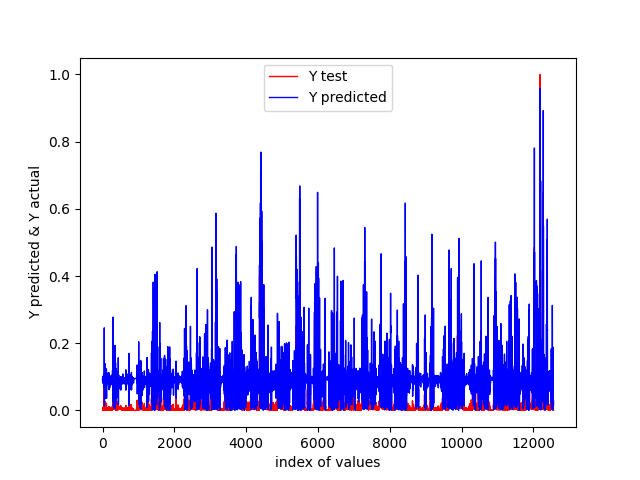 Y test
Y predicted
1.0
0.8
0.6
0.4
0.2
0.0
Y predicted & Y actual
0 2000 4000 6000 8000 10000 12000
index of values